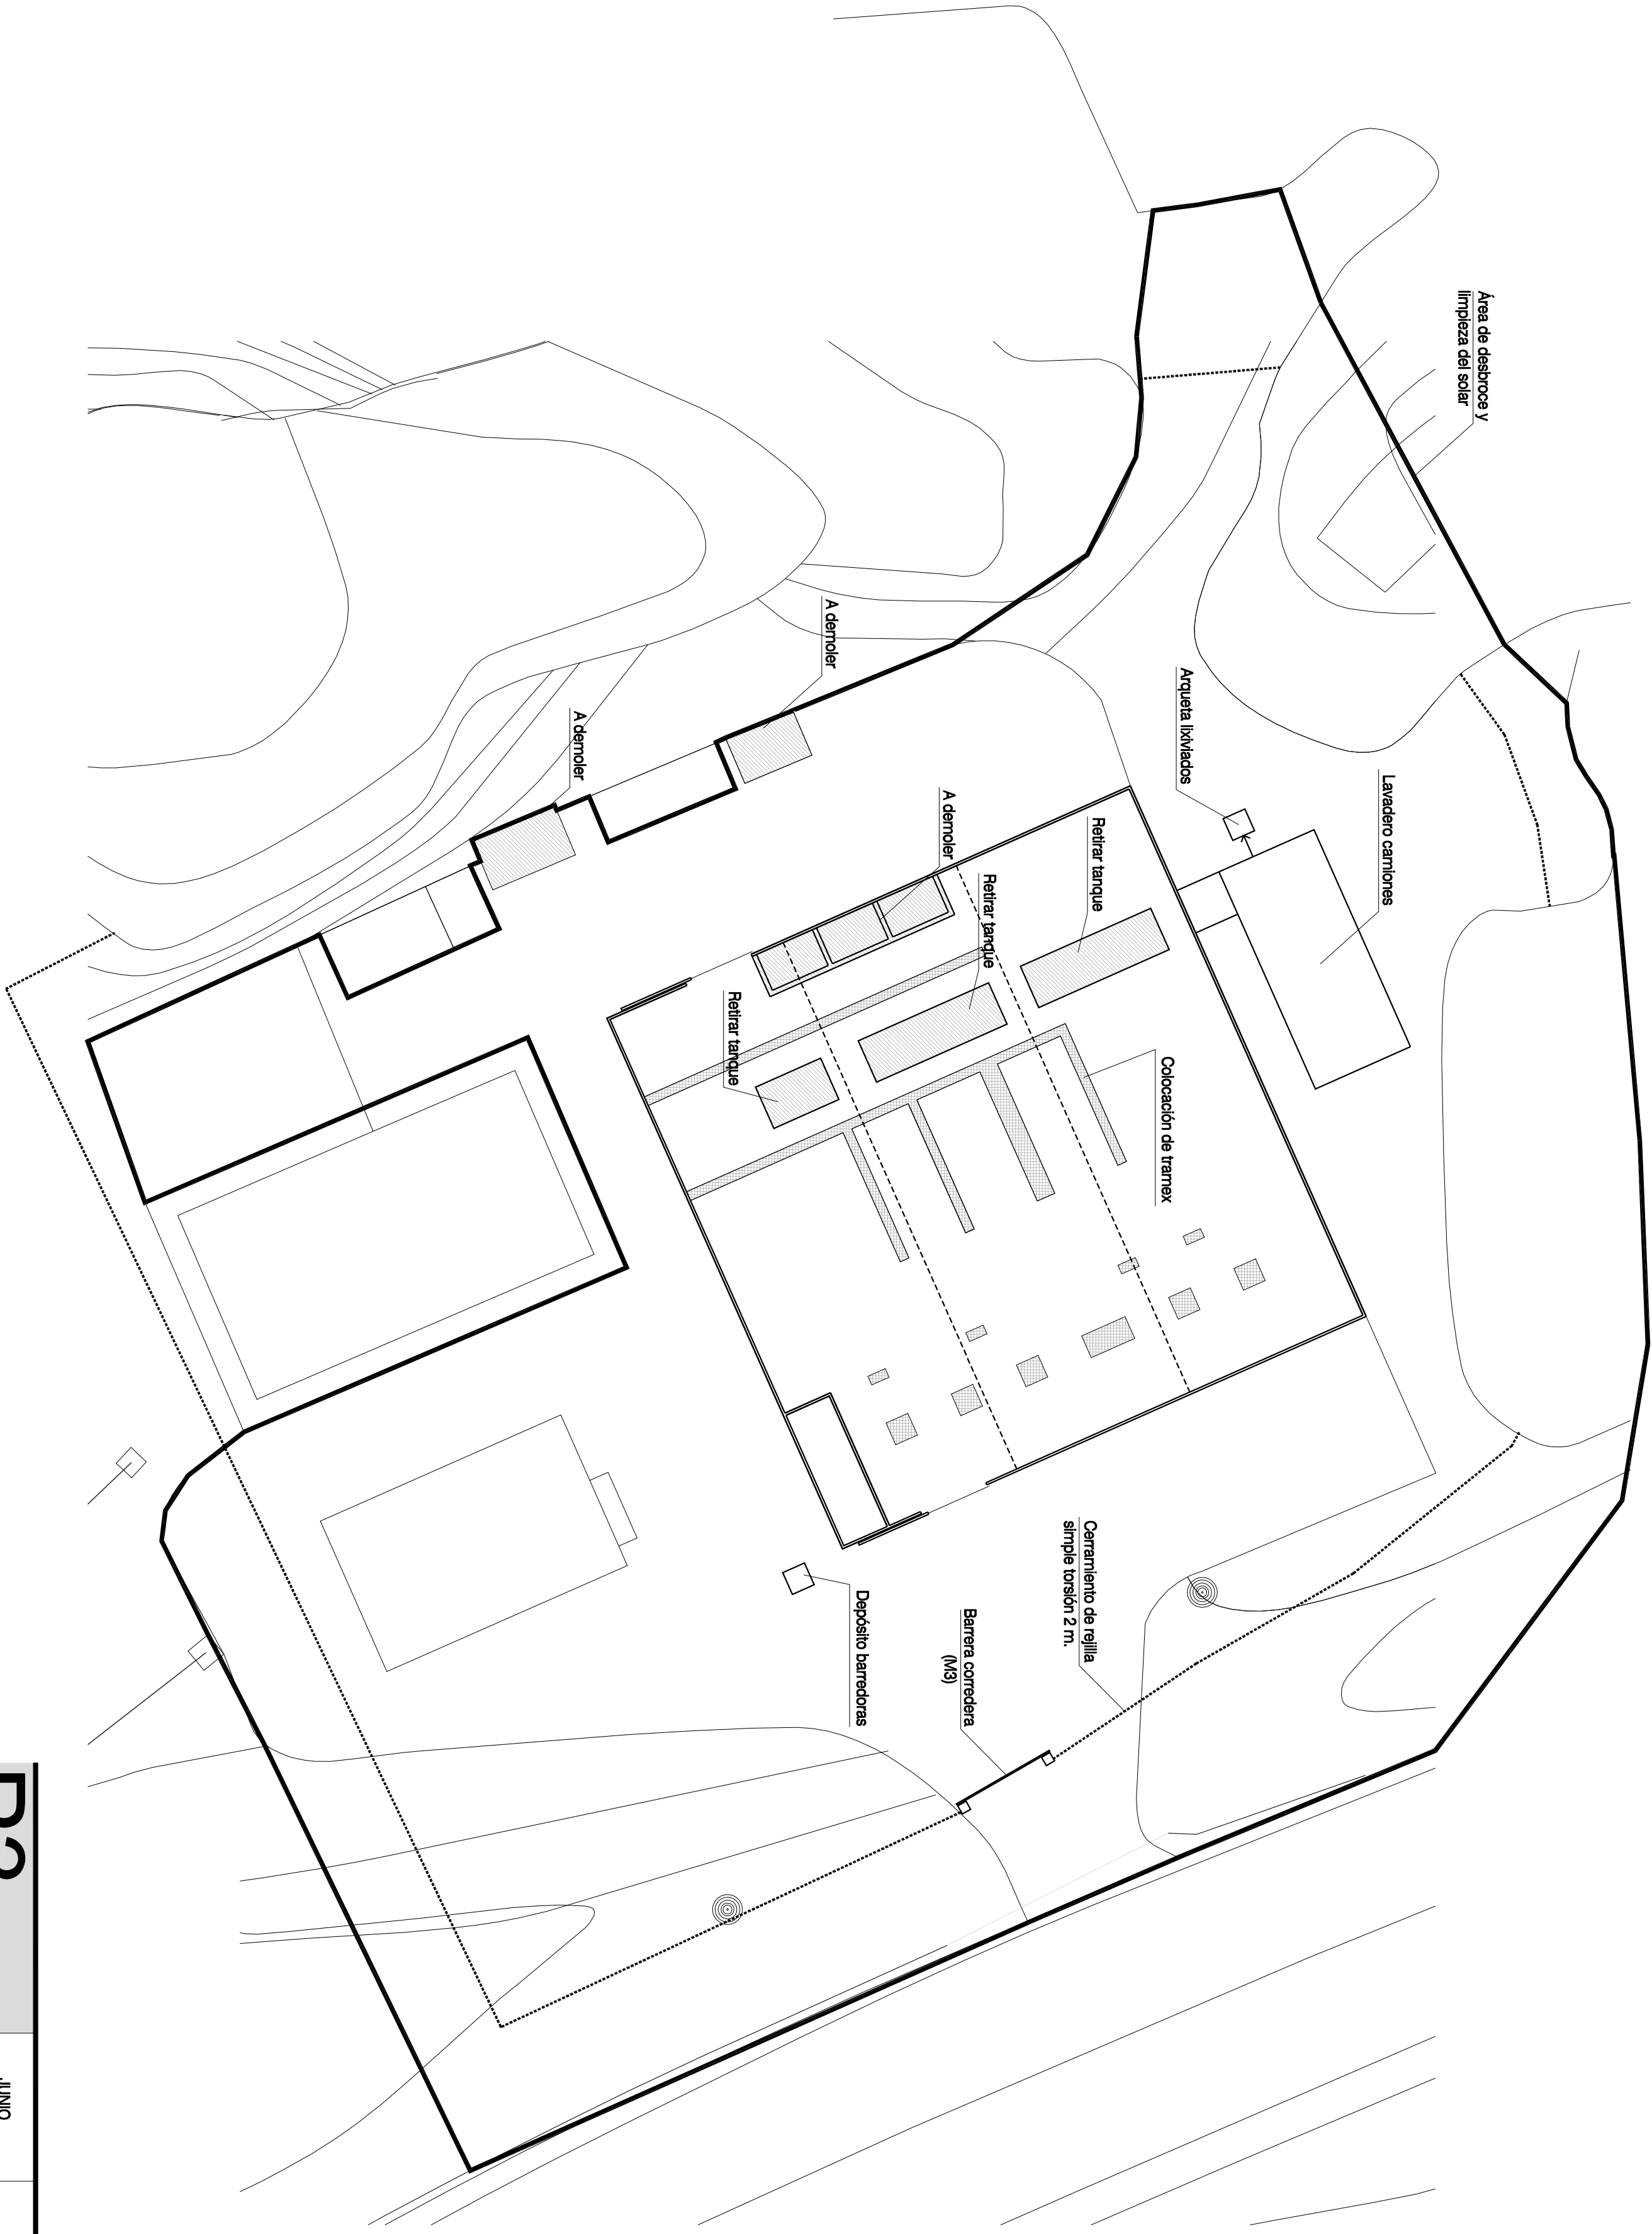 Área de desbroce y
limpieza del solar
Lavadero camiones
Arqueta lixiviados
Colocación de tramex
Retirar tanque
Cerramiento de rejilla
simple torsión 2 m.
Retirar tanque
Barrera corredera
(M3)
A demoler
Depósito barredoras
A demoler
Retirar tanque
A demoler
JUNIO